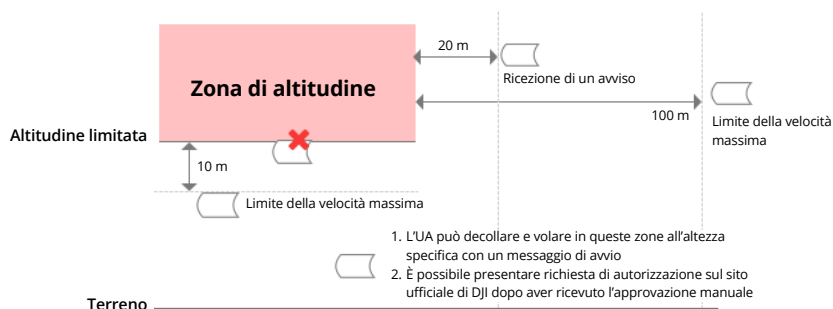 20 m
Zona di altitudine
Ricezione di un avviso
100 m
Limite della velocità
massima
Altitudine limitata
10 m
Limite della velocità massima
1. L'UA può decollare e volare in queste zone all'altezza
specifica con un messaggio di avvio
2. È possibile presentare richiesta di autorizzazione sul sito
ufficiale di DJI dopo aver ricevuto l'approvazione manuale
Terreno